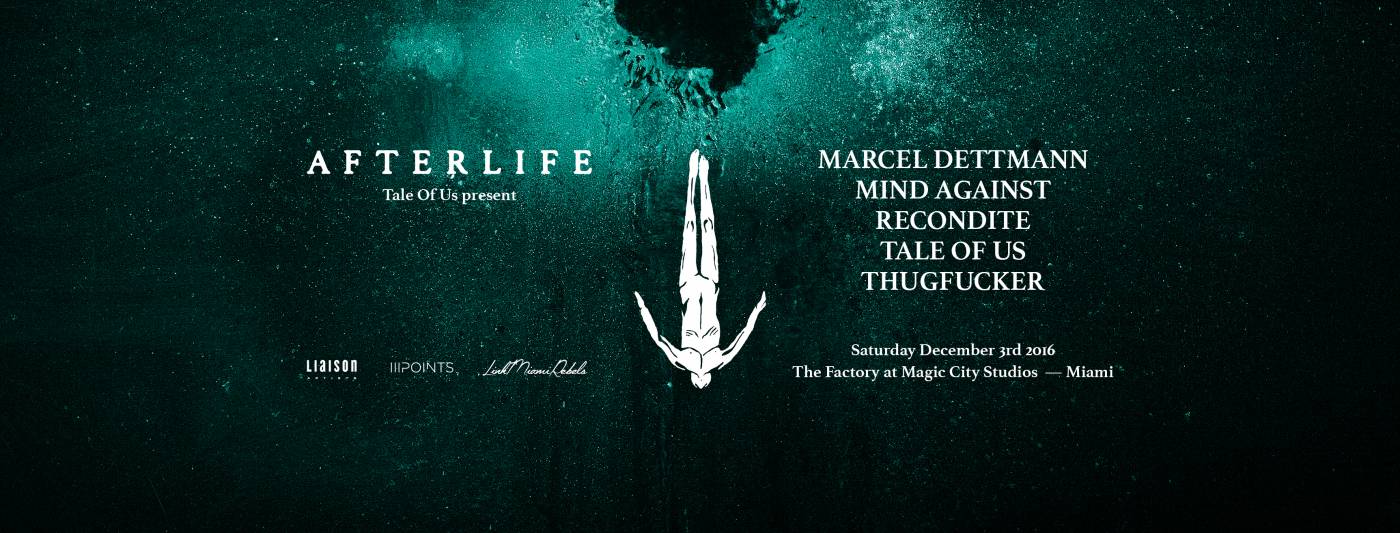 AFTERLIFE
Tale Of Us present
MARCEL DETTMANN
MIND AGAINST
RECONDITE
TALE OF US
THUGFUCKER
Saturday December 3rd 2016
The Factory at Magic City Studios — Miami
Liaison
ARTISTS
IIIPOINTS
LinkMiamiRebels